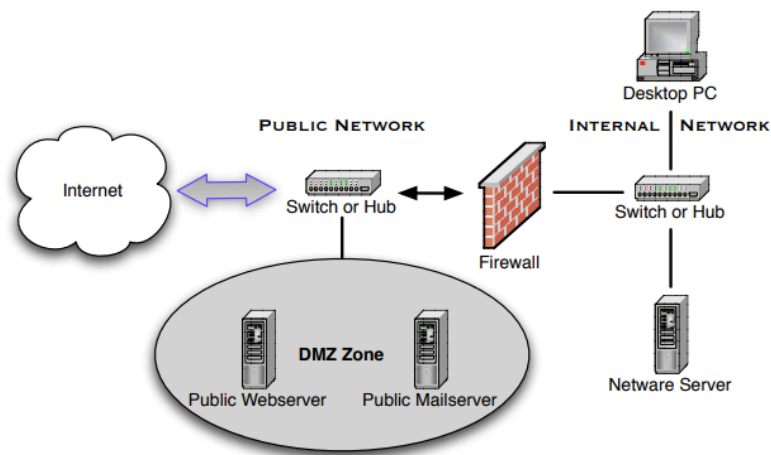 Desktop PC
PUBLIC NETWORK
INTERNAL NETWORK
Internet
Switch or Hub
Switch or Hub
Firewall
DMZ Zone
Public Webserver
Public Mailserver
Netware Server